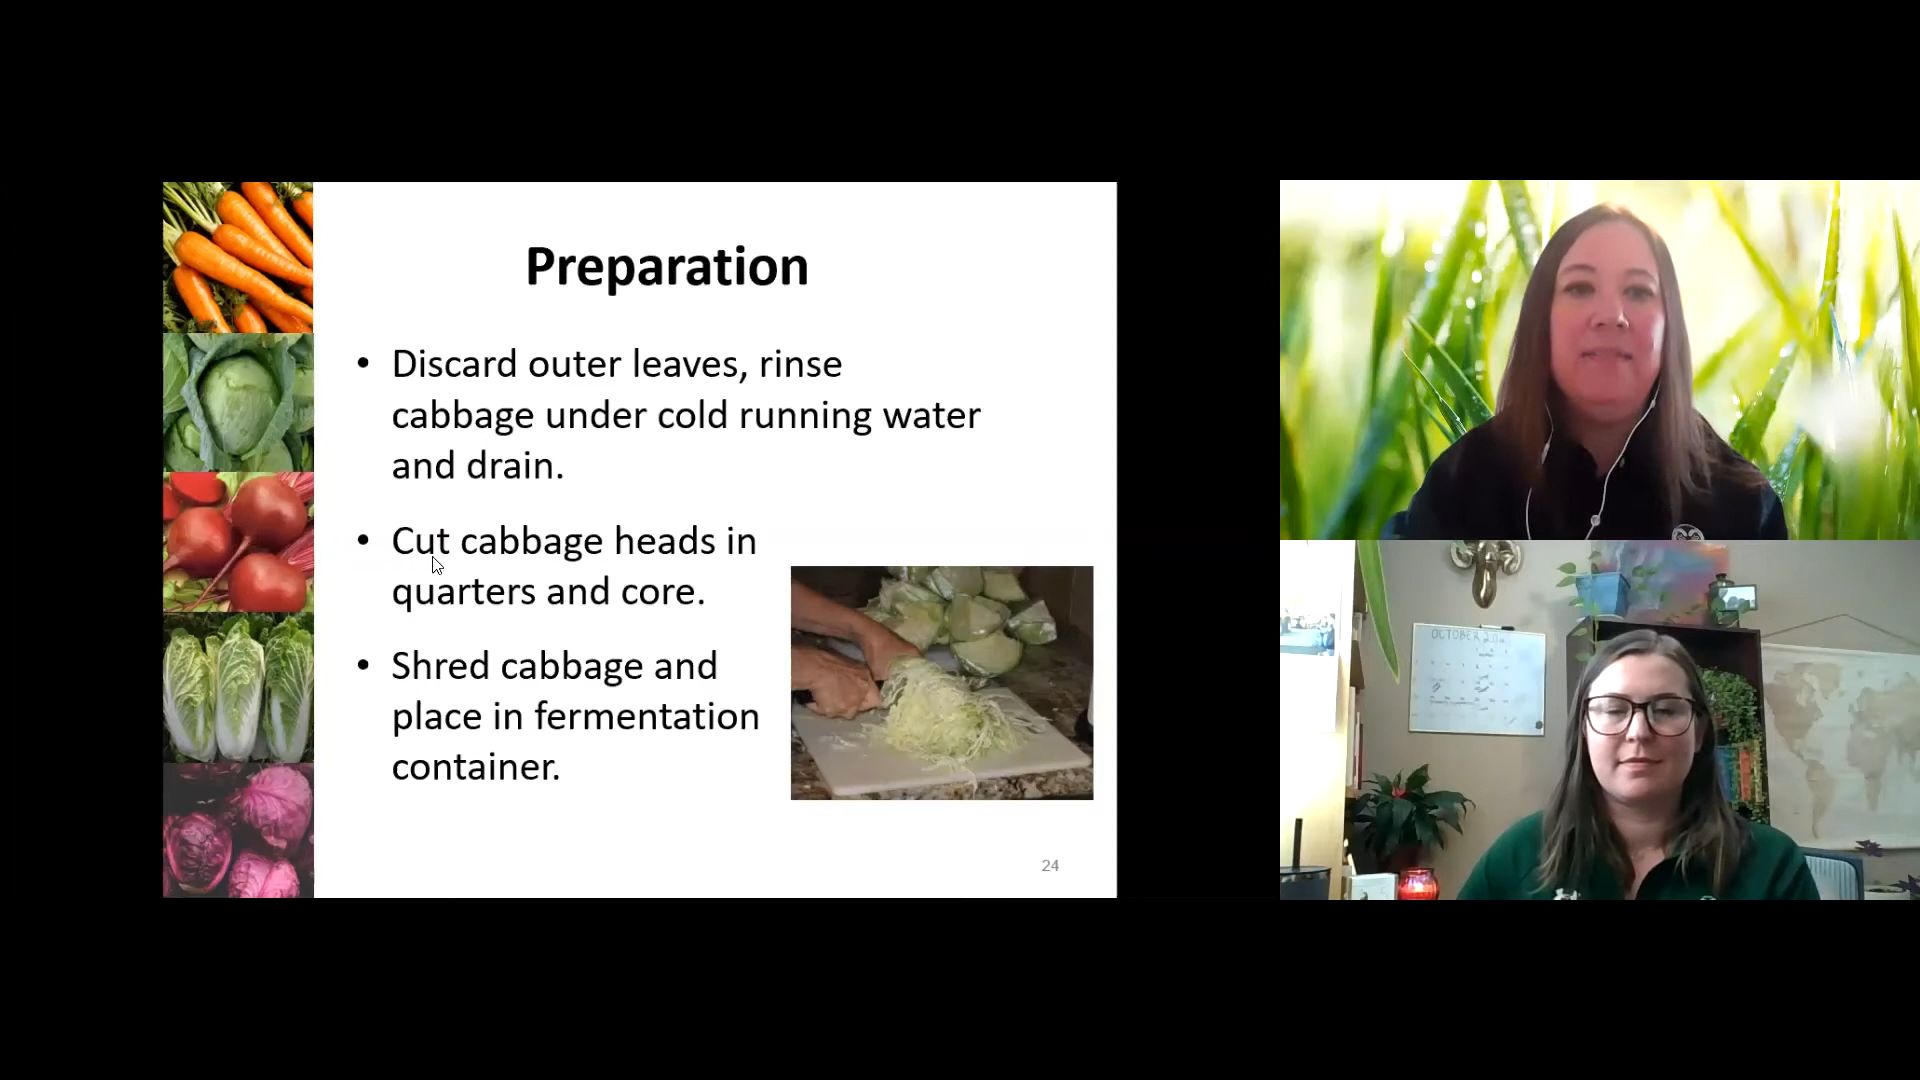 Preparation
• Discard outer leaves, rinse
cabbage under cold running water
and drain.
• Cut cabbage heads in
quarters and core.
• Shred cabbage and
place in fermentation
container.
24
OCTOBER